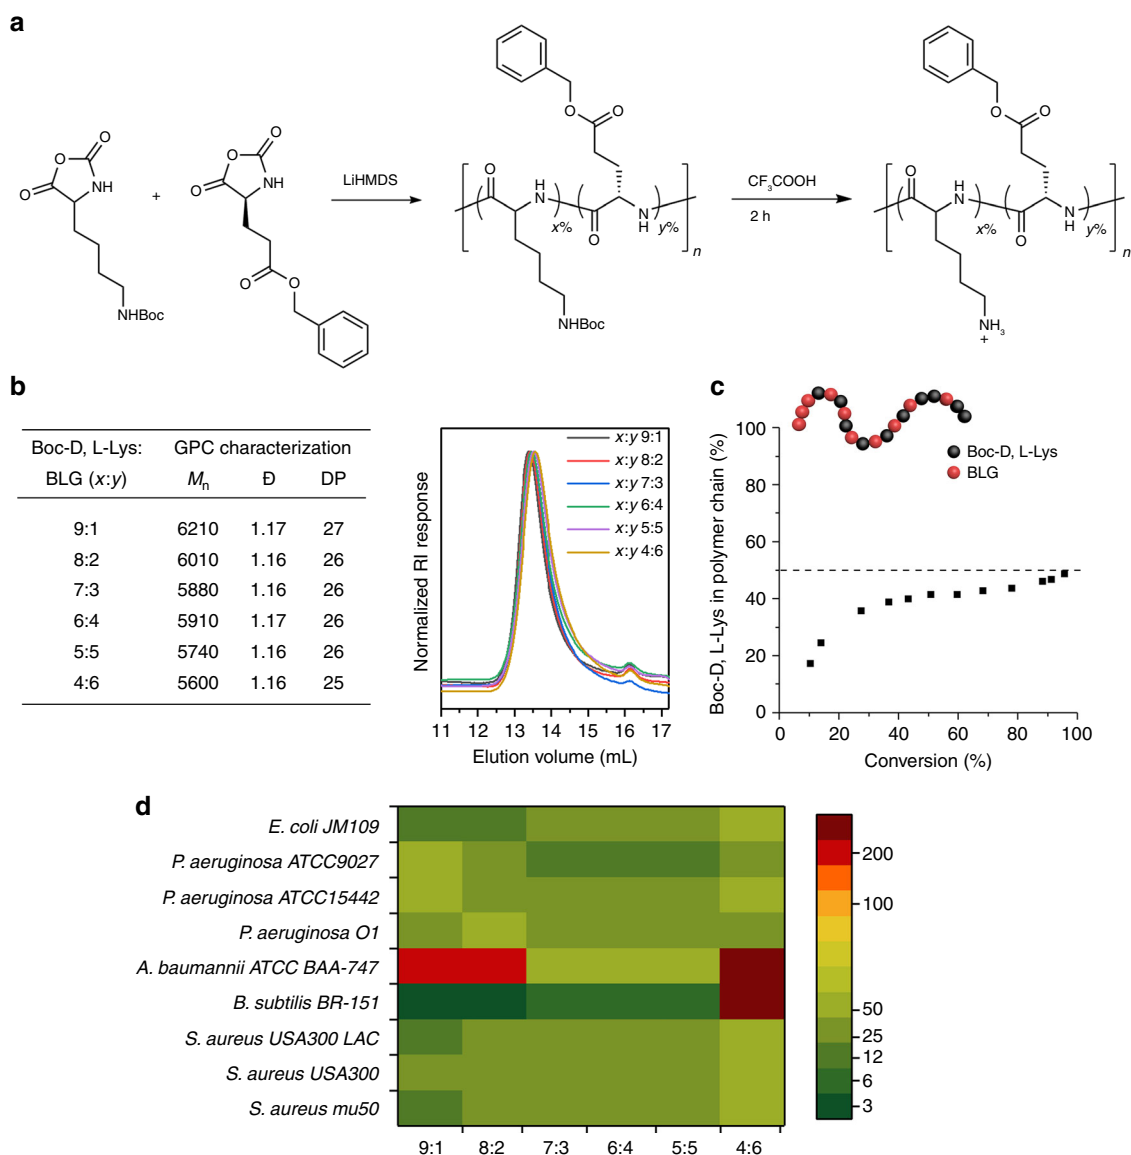 a
O
O
O
NH
NHBoc
+
O
O
O
NH
O
O
LiHMDS
O
O
O
H
N
x%
O
N
H
y%
n
NHBoc
CF3COOH
2 h
O
O
O
H
N
x%
O
N
H
y%
n
NH3
+
b
Boc-D, L-Lys:
BLG (x:y)
GPC characterization
Mn Đ DP
9:1 6210 1.17 27
8:2 6010 1.16 26
7:3 5880 1.16 26
6:4 5910 1.17 26
5:5 5740 1.16 26
4:6 5600 1.16 25
Normalized RI response
x:y 9:1
x:y 8:2
x:y 7:3
x:y 6:4
x:y 5:5
x:y 4:6
11 12 13 14 15 16 17
Elution volume (mL)
c
Boc-D, L-Lys in polymer chain (%)
100
80
60
40
20
0
Boc-D, L-Lys
BLG
0 20 40 60 80 100
Conversion (%)
d
E. coli JM109
P. aeruginosa ATCC9027
P. aeruginosa ATCC15442
P. aeruginosa O1
A. baumannii ATCC BAA-747
B. subtilis BR-151
S. aureus USA300 LAC
S. aureus USA300
S. aureus mu50
9:1 8:2 7:3 6:4 5:5 4:6
200
100
50
25
12
6
3